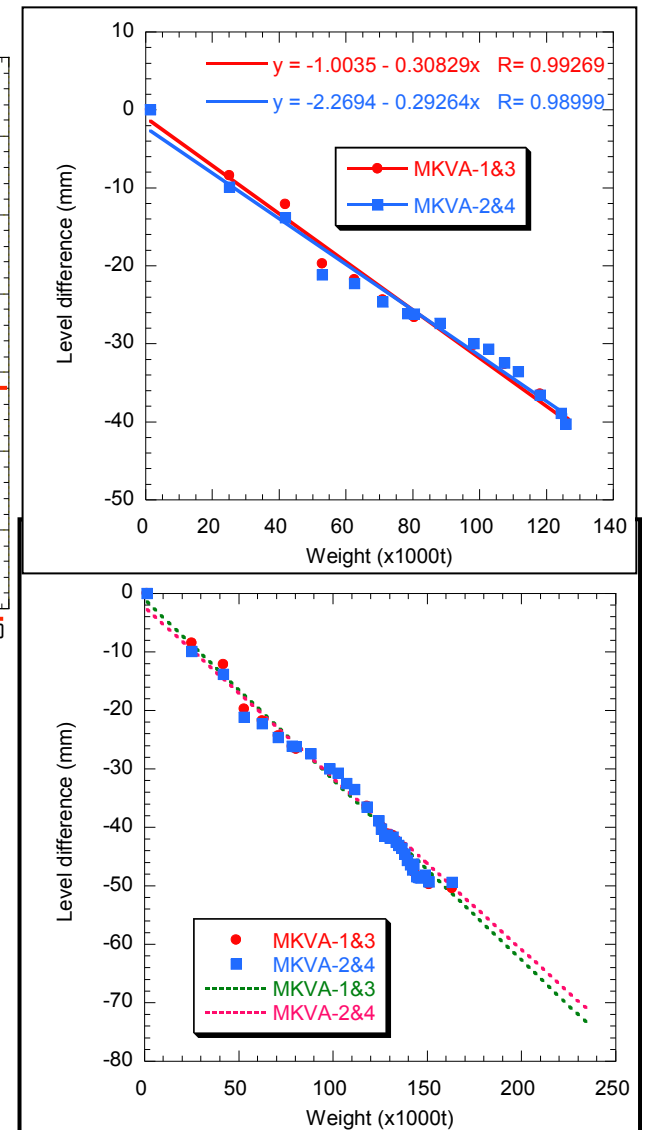 10
y = -1.0035 - 0.30829x R= 0.99269
y = -2.2694 - 0.29264x R= 0.98999
0
MKVA-1&3
MKVA-2&4
-10
-20
-30
-40
-50
Level difference (mm)
0 20 40 60 80 100 120 140
Weight (x1000t)
0
-10
-20
-30
-40
-50
-60
-70
-80
Level difference (mm)
MKVA-1&3
MKVA-2&4
MKVA-1&3
MKVA-2&4
0 50 100 150 200 250
Weight (x1000t)